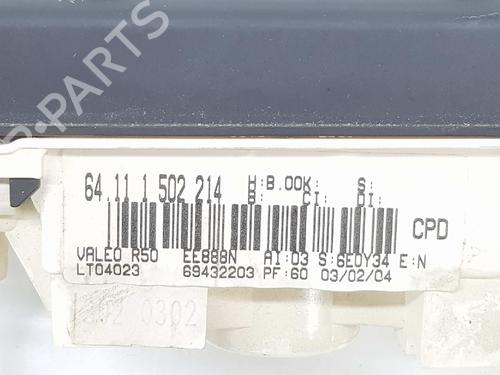 B-PARTS
64.11 1 502 214 H:B.00K: S:
B: CI: DI:
CPD
VALEO R50 EE888N AI:03 S:6E0Y34 E:N
LT04023 69432203 PF:60 03/02/04
0302